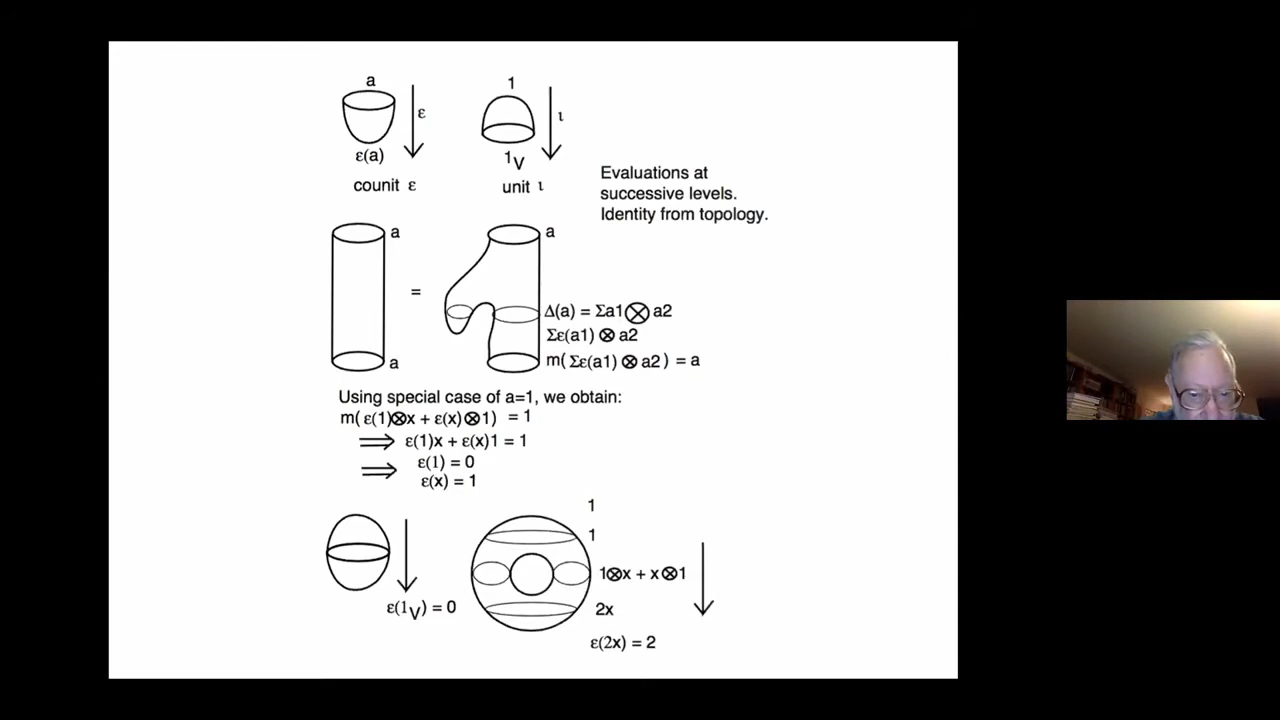 a
ε
ε(a)
counit ε
1
ι
1V
unit ι
Evaluations at
successive levels.
Identity from topology.
a
=
a
a
Δ(a) = Σa1⊗a2
Σε(a1)⊗a2
m(Σε(a1)⊗a2) = a
Using special case of a=1, we obtain:
m(ε(1)⊗x + ε(x)⊗1) = 1
⟹ ε(1)x + ε(x)1 = 1
⟹ ε(1) = 0
ε(x) = 1
ε(1V) = 0
1
1
1⊗x + x⊗1
2x
ε(2x) = 2